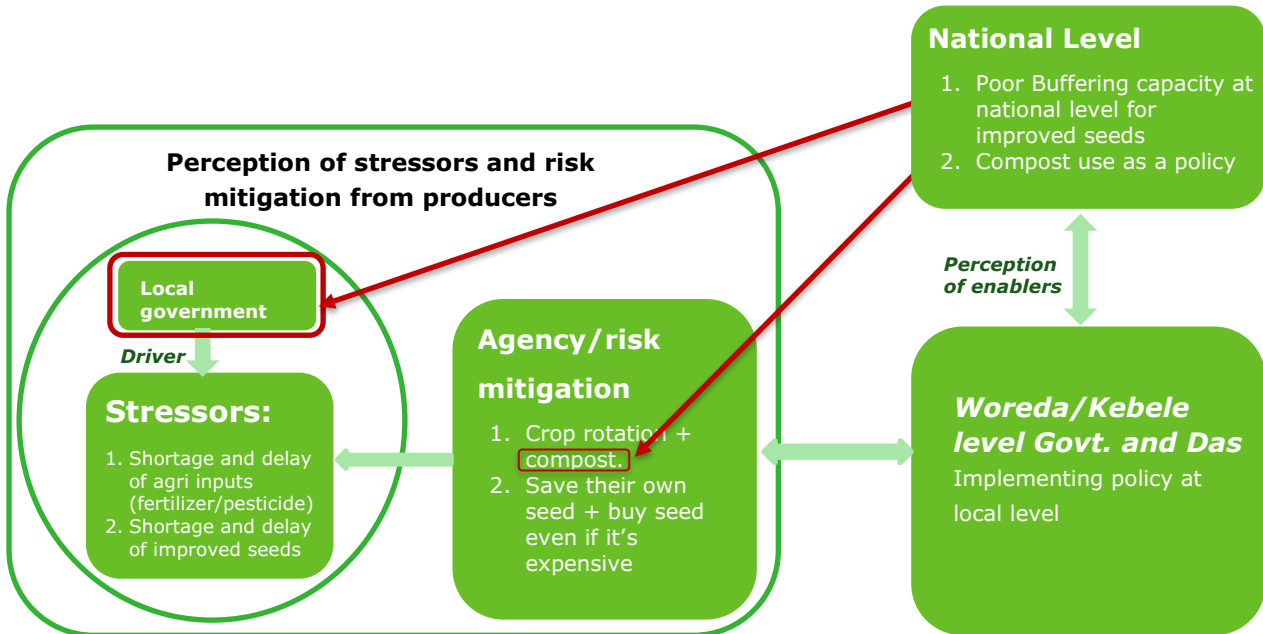 Perception of stressors and risk
mitigation from producers
Local
government
Driver
Stressors:
1. Shortage and delay
of agri inputs
(fertilizer/pesticide)
2. Shortage and delay
of improved seeds
Agency/risk
mitigation
1. Crop rotation +
compost.
2. Save their own
seed + buy seed
even if it’s
expensive
National Level
1. Poor Buffering capacity at
national level for
improved seeds
2. Compost use as a policy
Perception
of enablers
Woreda/Kebele
level Govt. and Das
Implementing policy at
local level